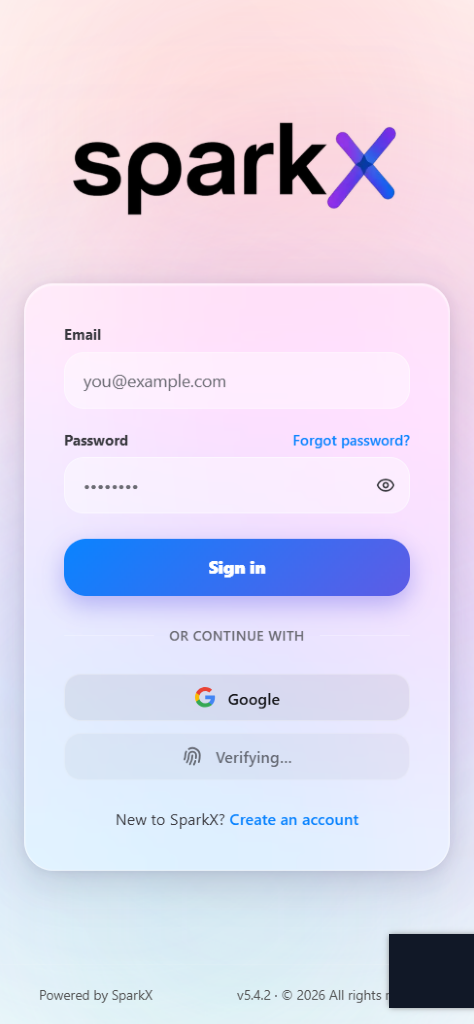 sparkX
Email
you@example.com
Password Forgot password?
••••••••
Sign in
OR CONTINUE WITH
Google
Verifying...
New to SparkX? Create an account
Powered by SparkX v5.4.2 · © 2026 All rights